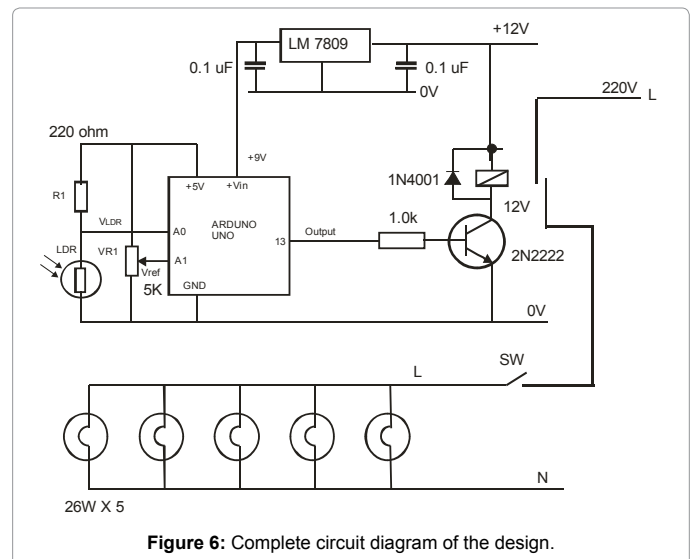 LM 7809
+12V
0.1 uF
0.1 uF
0V
220V
L
220 ohm
+9V
1N4001
R1
+5V
+Vin
12V
VLDR
A0
ARDUNO
UNO
1.0k
LDR
VR1
13
Output
2N2222
A1
Vref
5K
GND
0V
SW
L
N
26W X 5
Figure 6: Complete circuit diagram of the design.